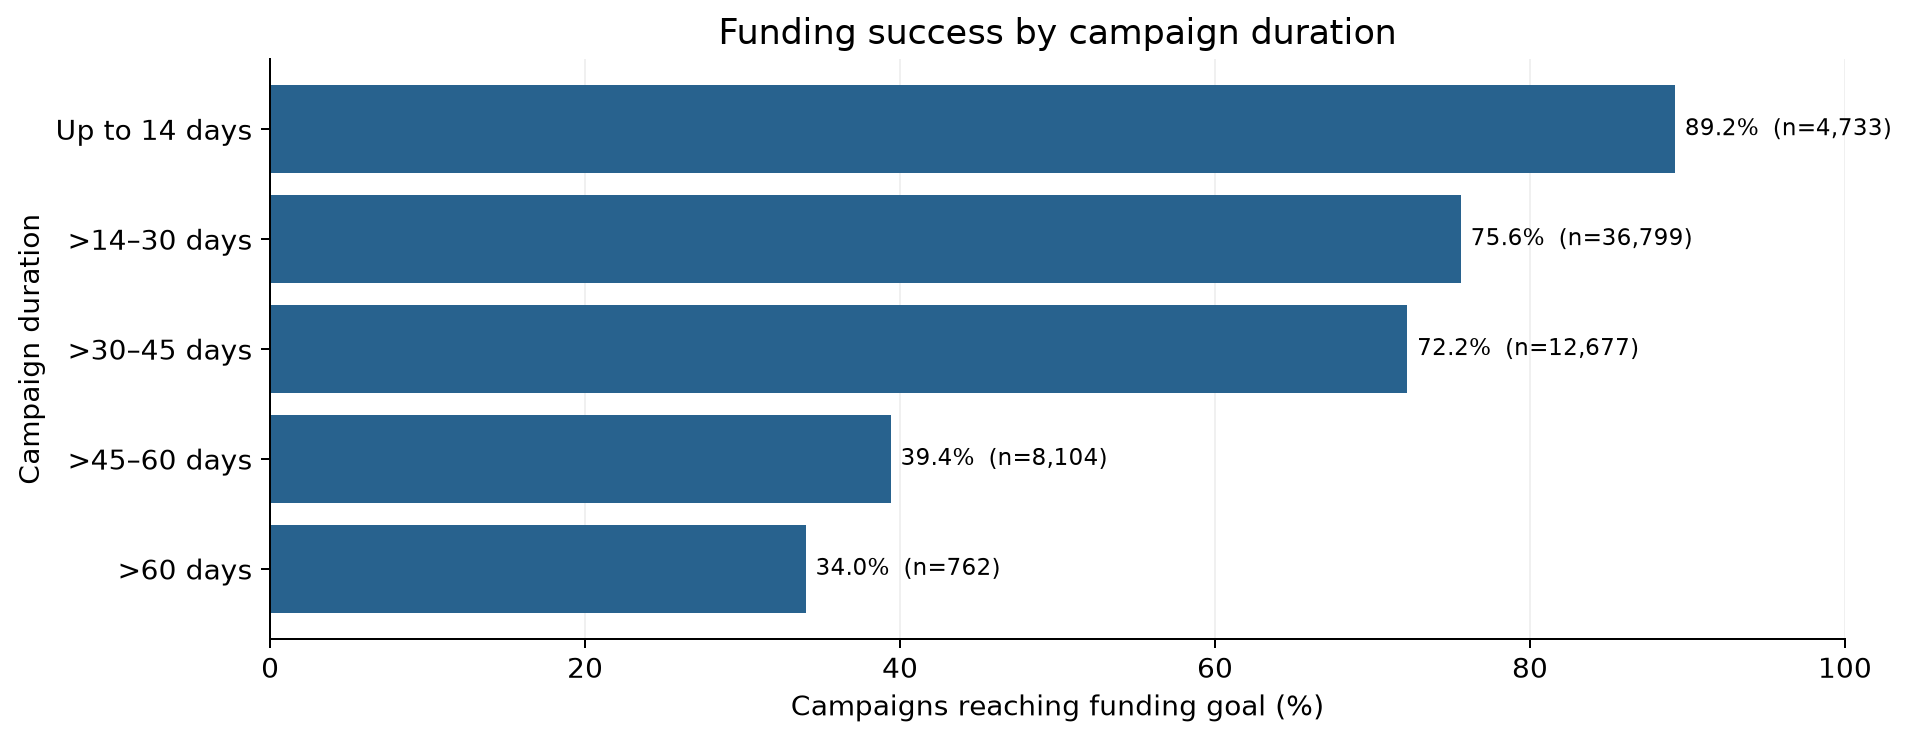 Funding success by campaign duration
Campaign duration
Up to 14 days 89.2% (n=4,733)
>14–30 days 75.6% (n=36,799)
>30–45 days 72.2% (n=12,677)
>45–60 days 39.4% (n=8,104)
>60 days 34.0% (n=762)
0 20 40 60 80 100
Campaigns reaching funding goal (%)